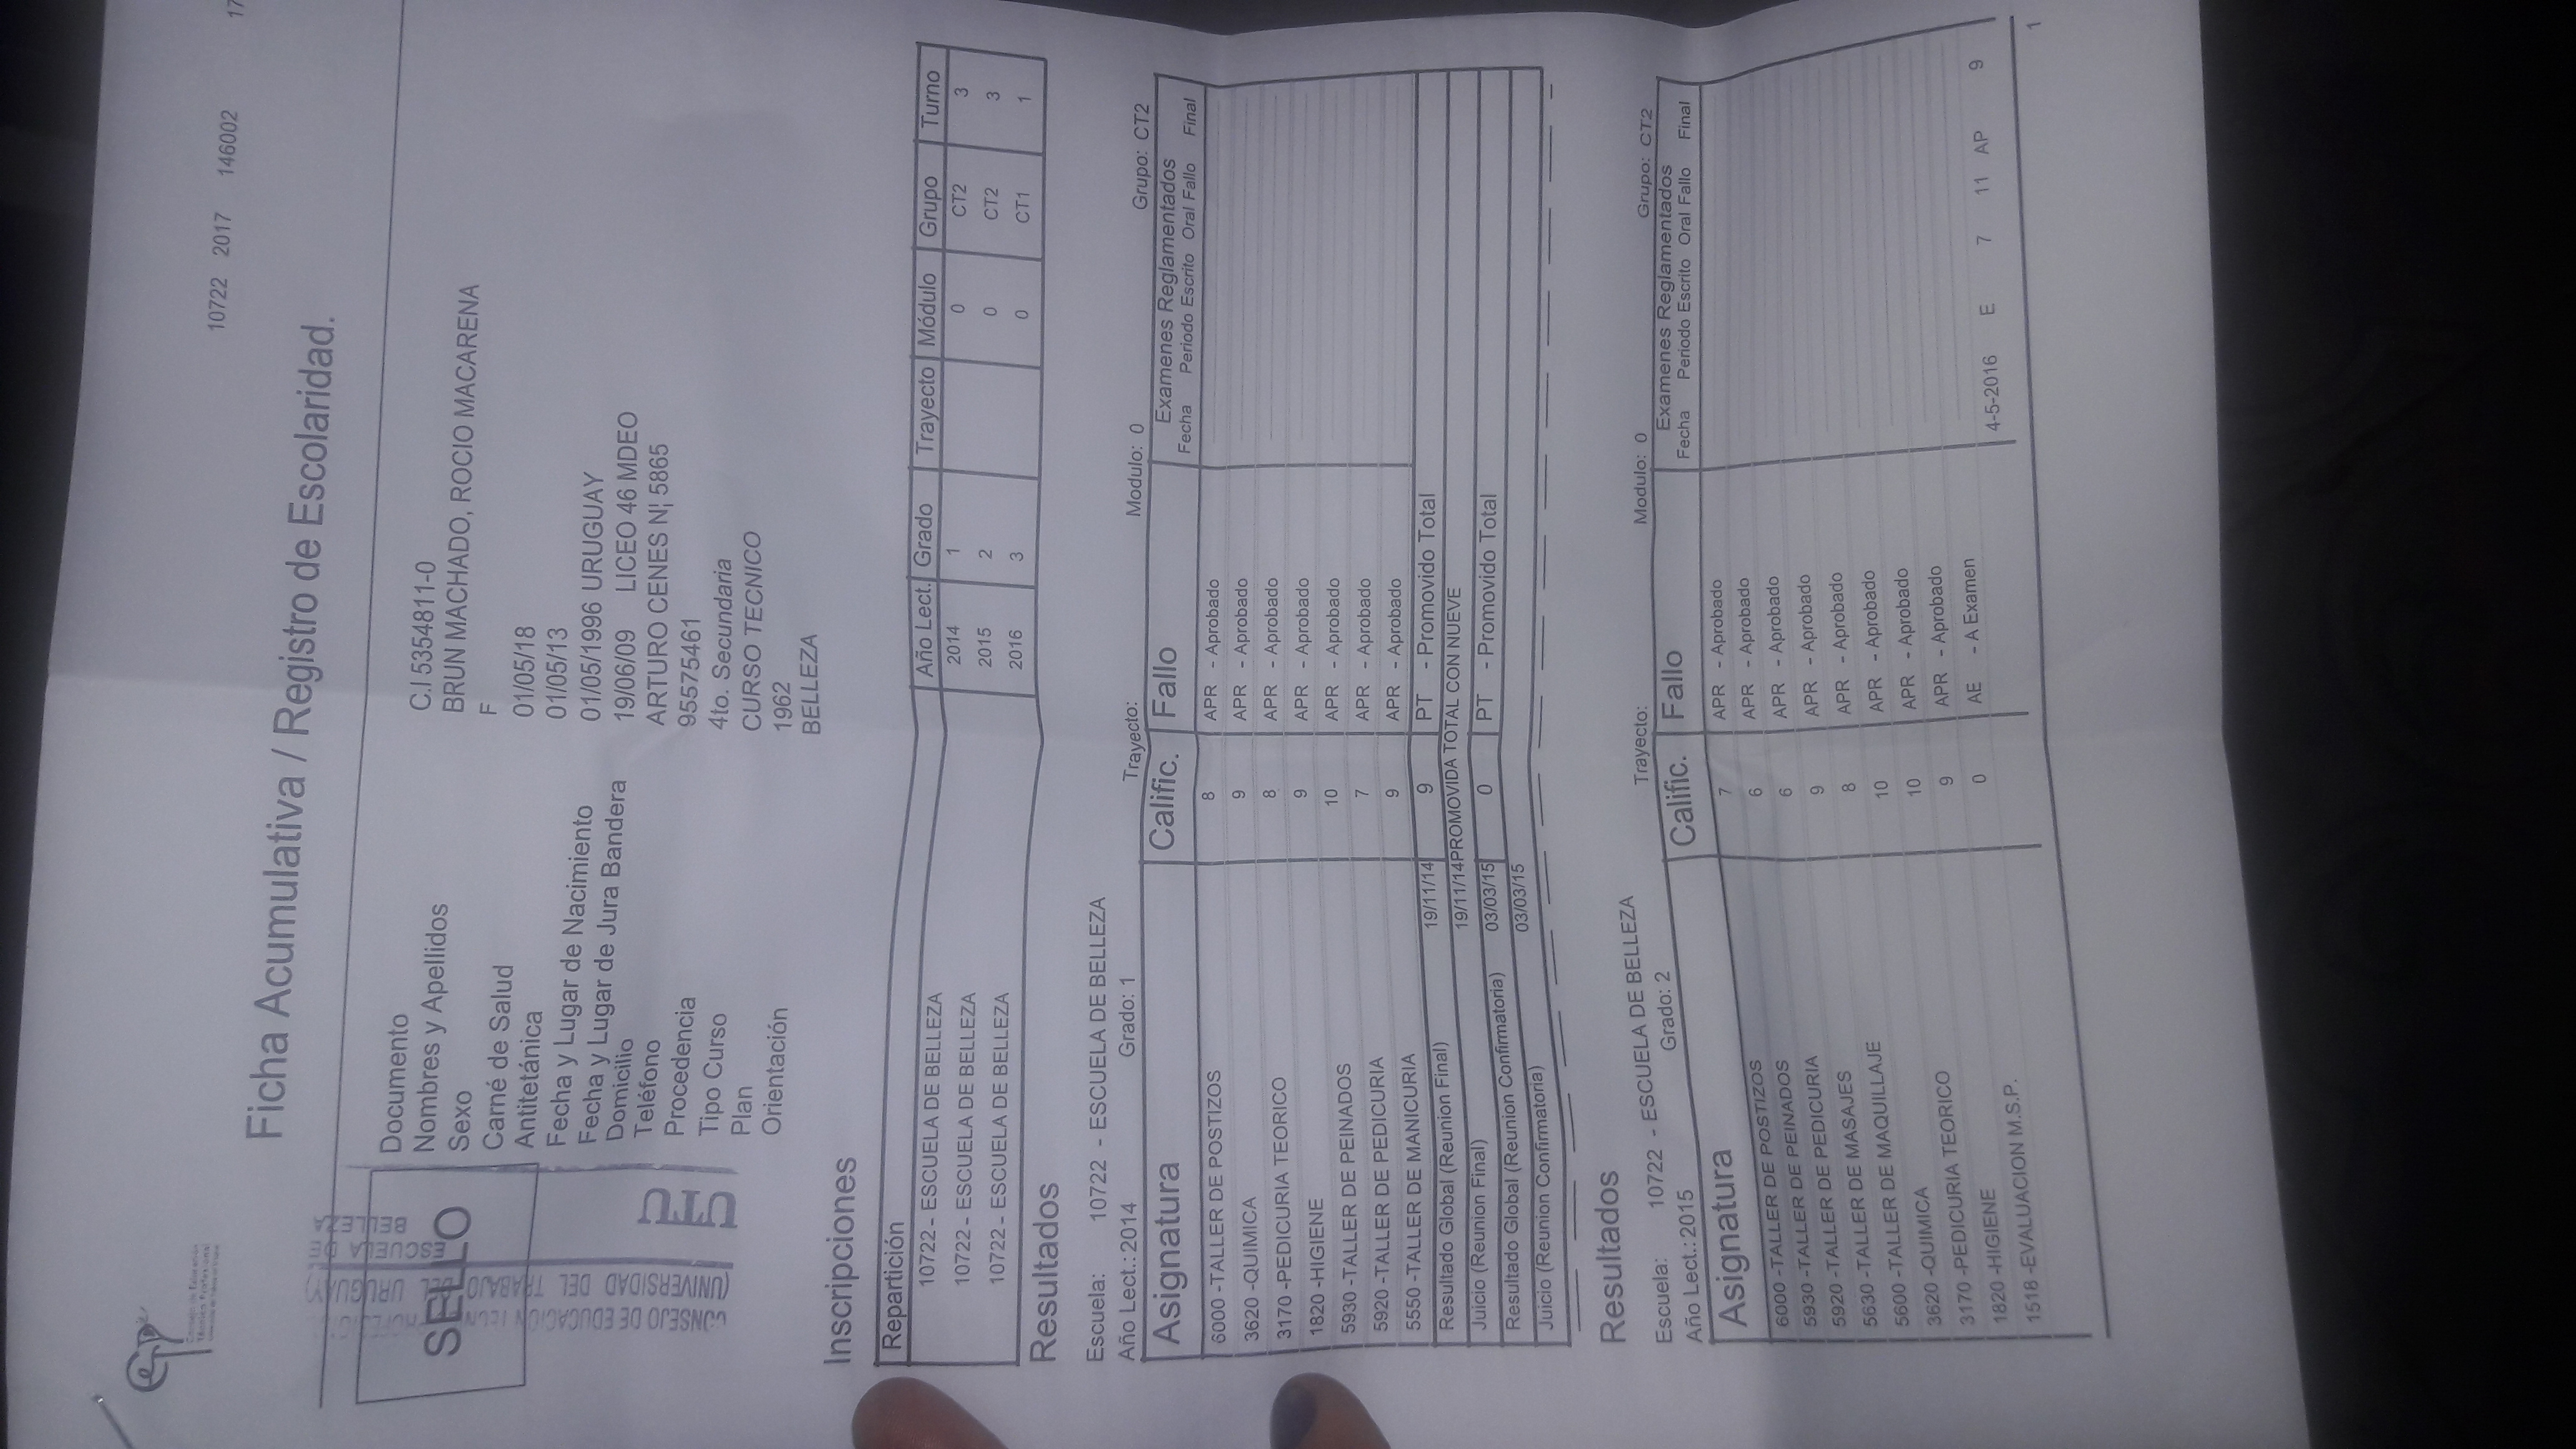 Consejo de Educación
Técnico Profesional
10722 2017 146002 17
Ficha Acumulativa / Registro de Escolaridad.
SELLO
CONSEJO DE EDUCACION TECNICO PROFESIONAL
(UNIVERSIDAD DEL TRABAJO DEL URUGUAY)
ESCUELA DE
BELLEZA
UTU
Documento C.I 5354811-0
Nombres y Apellidos BRUN MACHADO, ROCIO MACARENA
Sexo F
Carné de Salud 01/05/18
Antitetánica 01/05/13
Fecha y Lugar de Nacimiento 01/05/1996 URUGUAY
Fecha y Lugar de Jura Bandera 19/06/09 LICEO 46 MDEO
Domicilio ARTURO CENES N¦ 5865
Teléfono 95575461
Procedencia 4to. Secundaria
Tipo Curso CURSO TECNICO
Plan 1962
Orientación BELLEZA
Inscripciones
Repartición Año Lect. Grado Trayecto Módulo Grupo Turno
10722 - ESCUELA DE BELLEZA 2014 1 0 CT2 3
10722 - ESCUELA DE BELLEZA 2015 2 0 CT2 3
10722 - ESCUELA DE BELLEZA 2016 3 0 CT1 1
Resultados
Escuela: 10722 - ESCUELA DE BELLEZA
Año Lect.: 2014 Grado: 1 Trayecto: Modulo: 0 Grupo: CT2
Asignatura Calific. Fallo Examenes Reglamentados
Fecha Periodo Escrito Oral Fallo Final
6000 -TALLER DE POSTIZOS 8 APR - Aprobado
3620 -QUIMICA 9 APR - Aprobado
3170 -PEDICURIA TEORICO 8 APR - Aprobado
1820 -HIGIENE 9 APR - Aprobado
5930 -TALLER DE PEINADOS 10 APR - Aprobado
5920 -TALLER DE PEDICURIA 7 APR - Aprobado
5550 -TALLER DE MANICURIA 9 APR - Aprobado
Resultado Global (Reunion Final) 19/11/14 9 PT - Promovido Total
Juicio (Reunion Final) 19/11/14PROMOVIDA TOTAL CON NUEVE
Resultado Global (Reunion Confirmatoria) 03/03/15 0 PT - Promovido Total
Juicio (Reunion Confirmatoria) 03/03/15
Resultados
Escuela: 10722 - ESCUELA DE BELLEZA
Año Lect.: 2015 Grado: 2 Trayecto: Modulo: 0 Grupo: CT2
Asignatura Calific. Fallo Examenes Reglamentados
Fecha Periodo Escrito Oral Fallo Final
6000 -TALLER DE POSTIZOS 7 APR - Aprobado
5930 -TALLER DE PEINADOS 6 APR - Aprobado
5920 -TALLER DE PEDICURIA 6 APR - Aprobado
5630 -TALLER DE MASAJES 9 APR - Aprobado
5600 -TALLER DE MAQUILLAJE 8 APR - Aprobado
3620 -QUIMICA 10 APR - Aprobado
3170 -PEDICURIA TEORICO 10 APR - Aprobado
1820 -HIGIENE 9 APR - Aprobado
1518 -EVALUACION M.S.P. 0 AE - A Examen
4-5-2016 E 7 11 AP 9
1